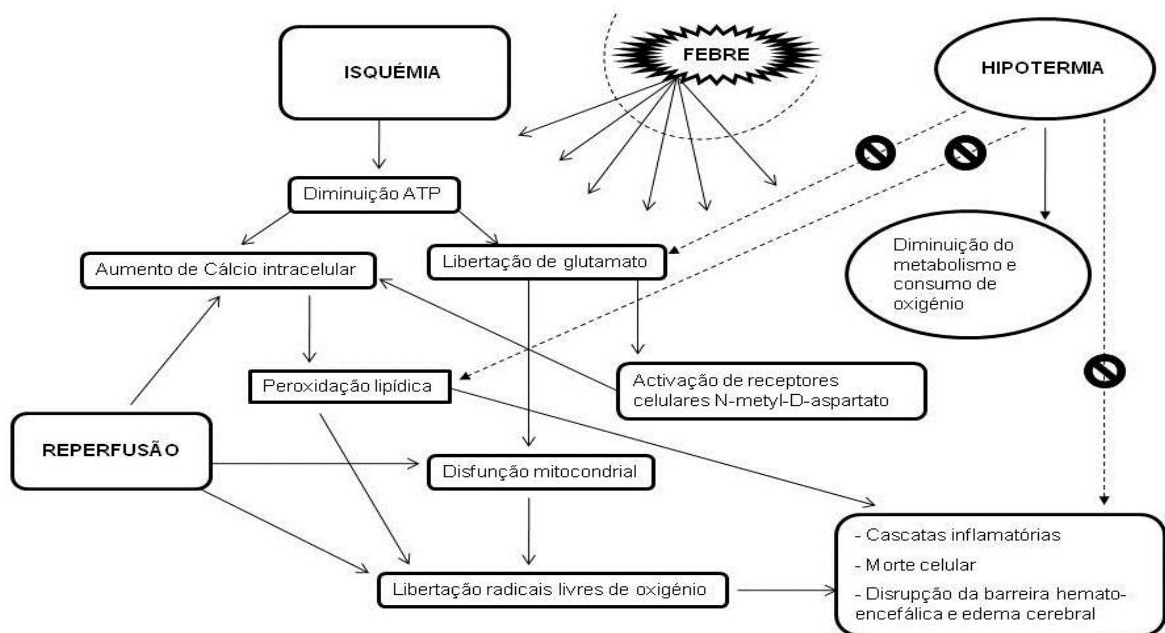 ISQUÉMIA
FEBRE
HIPOTERMIA
Diminuição ATP
Aumento de Cálcio intracelular
Libertação de glutamato
Diminuição do
metabolismo e
consumo de
oxigénio
Peroxidação lipídica
Activação de receptores
celulares N-metyl-D-aspartato
REPERFUSÃO
Disfunção mitocondrial
Libertação radicais livres de oxigénio
- Cascatas inflamatórias
- Morte celular
- Disrupção da barreira hemato-
encefálica e edema cerebral